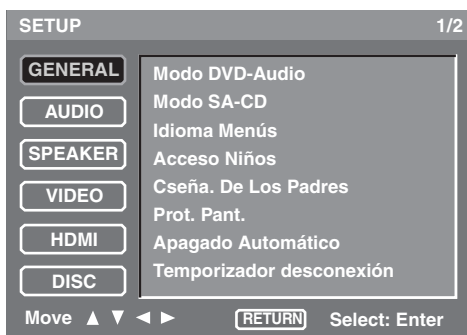 SETUP 1/2
GENERAL
AUDIO
SPEAKER
VIDEO
HDMI
DISC
Modo DVD-Audio
Modo SA-CD
Idioma Menús
Acceso Niños
Cseña. De Los Padres
Prot. Pant.
Apagado Automático
Temporizador desconexión
Move ▲ ▼ ◄ ► RETURN Select: Enter